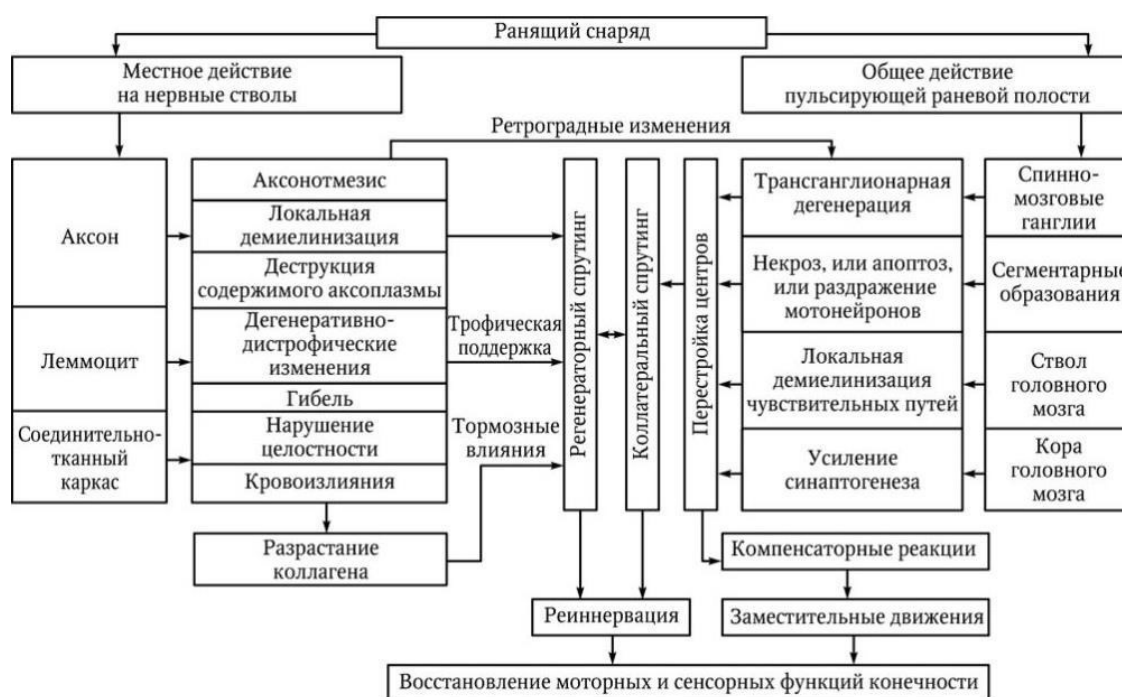 Ранящий снаряд
Местное действие
на нервные стволы
Общее действие
пульсирующей раневой полости
Ретроградные изменения
Аксон
Леммоцит
Соединительно-
тканный
каркас
Аксонотмезис
Локальная
демиелинизация
Деструкция
содержимого аксоплазмы
Дегенеративно-
дистрофические
изменения
Гибель
Нарушение
целостности
Кровоизлияния
Разрастание
коллагена
Трофическая
поддержка
Тормозные
влияния
Регенераторный спрутинг
Коллатеральный спрутинг
Перестройка центров
Трансганглионарная
дегенерация
Некроз, или апоптоз,
или раздражение
мотонейронов
Локальная
демиелинизация
чувствительных путей
Усиление
синаптогенеза
Спинно-
мозговые
ганглии
Сегментарные
образования
Ствол
головного
мозга
Кора
головного
мозга
Компенсаторные реакции
Реиннервация
Заместительные движения
Восстановление моторных и сенсорных функций конечности